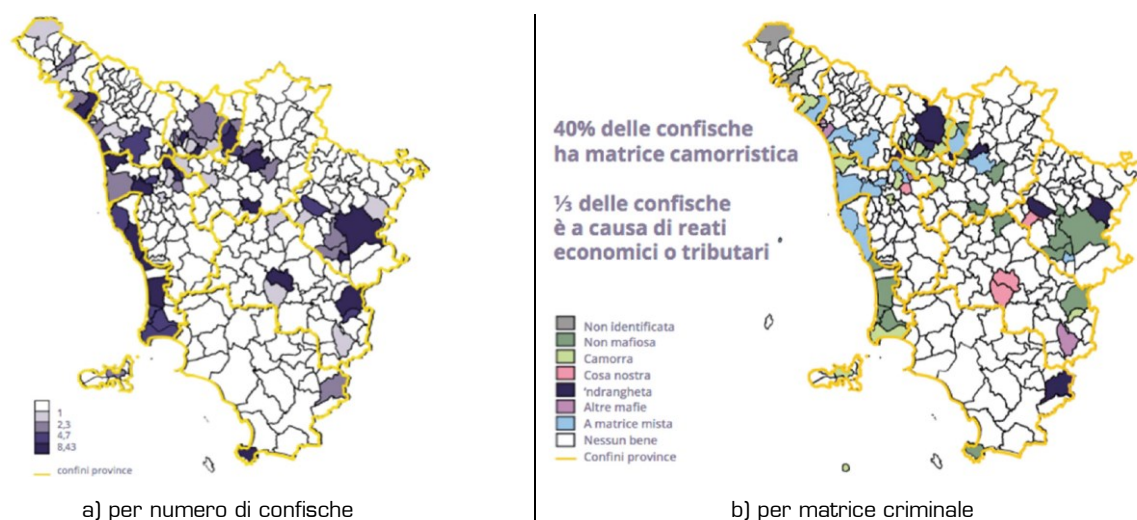 1
2,3
4,7
8,43
confini province
a) per numero di confische
40% delle confische
ha matrice camorristica
⅓ delle confische
è a causa di reati
economici o tributari
Non identificata
Non mafiosa
Camorra
Cosa nostra
'ndrangheta
Altre mafie
A matrice mista
Nessun bene
Confini province
b) per matrice criminale